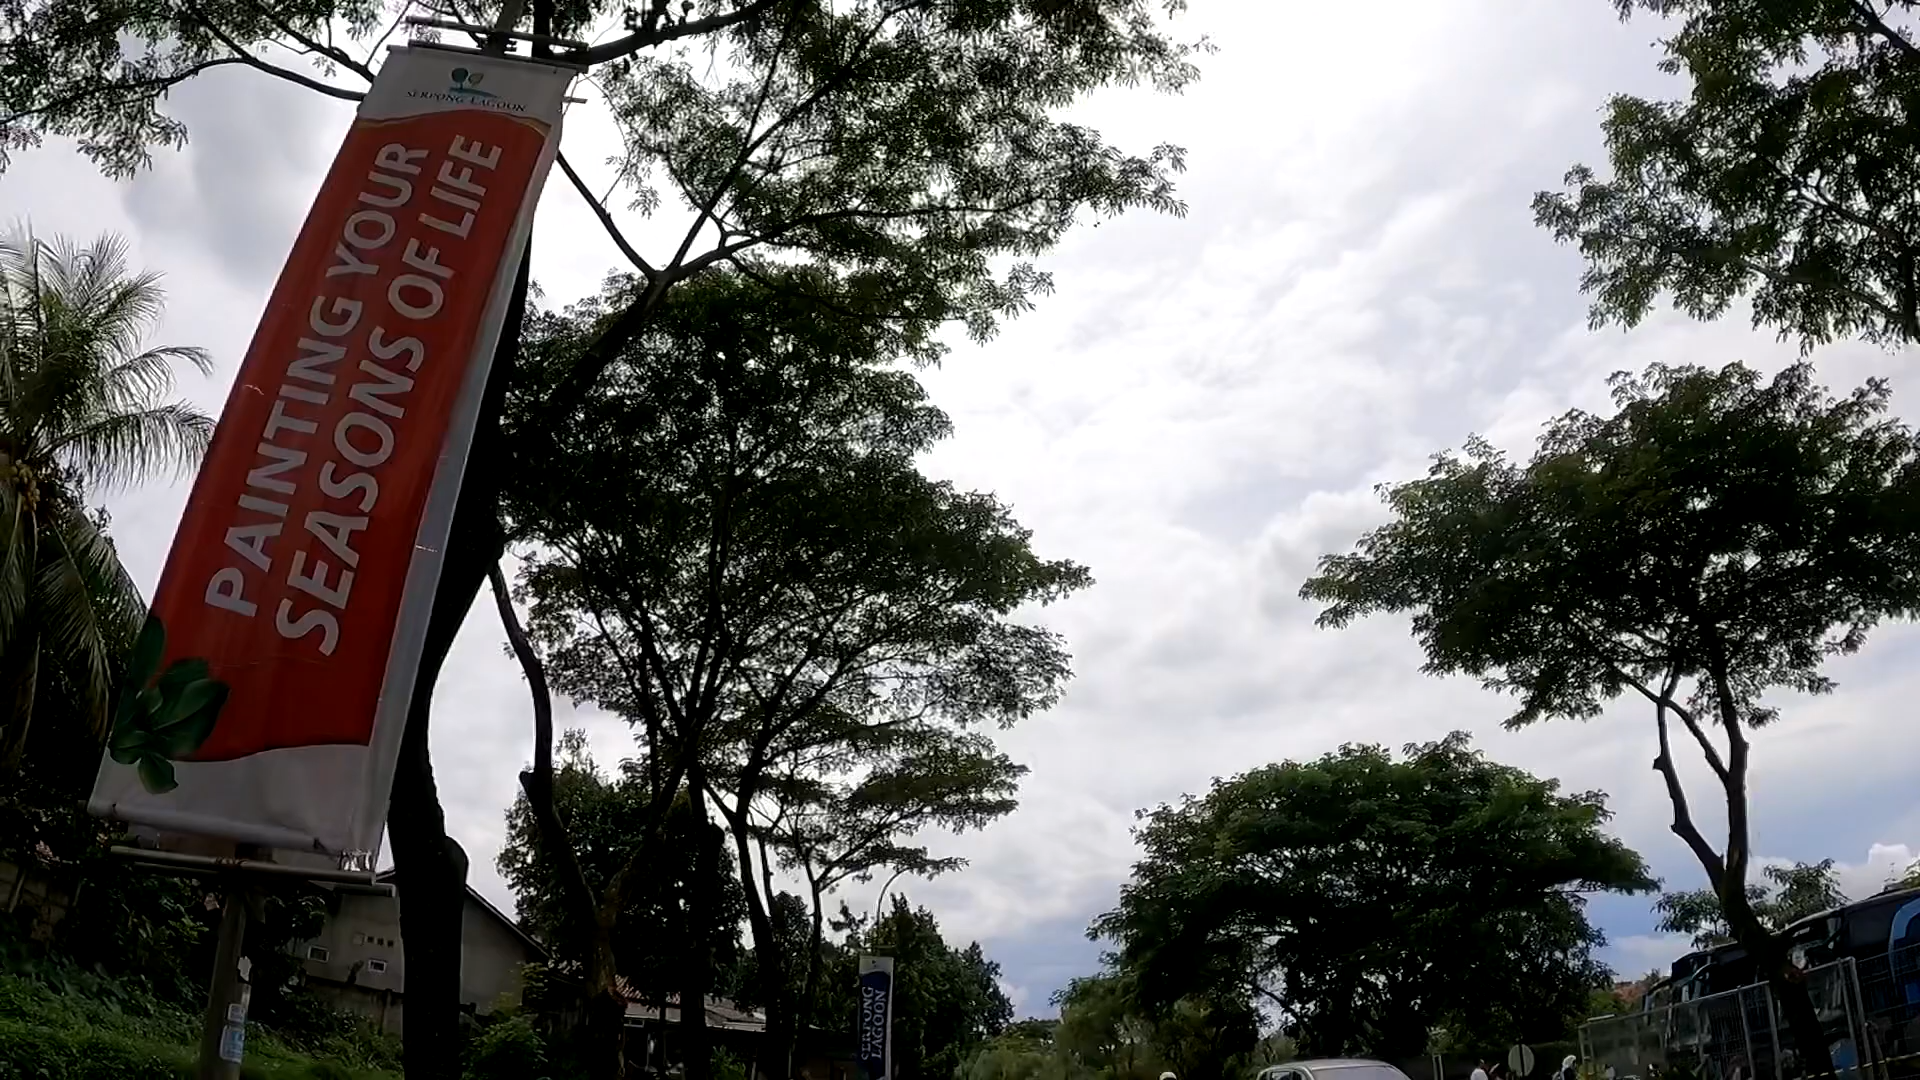 SERPONG LAGOON
PAINTING YOUR
SEASONS OF LIFE
SERPONG
LAGOON